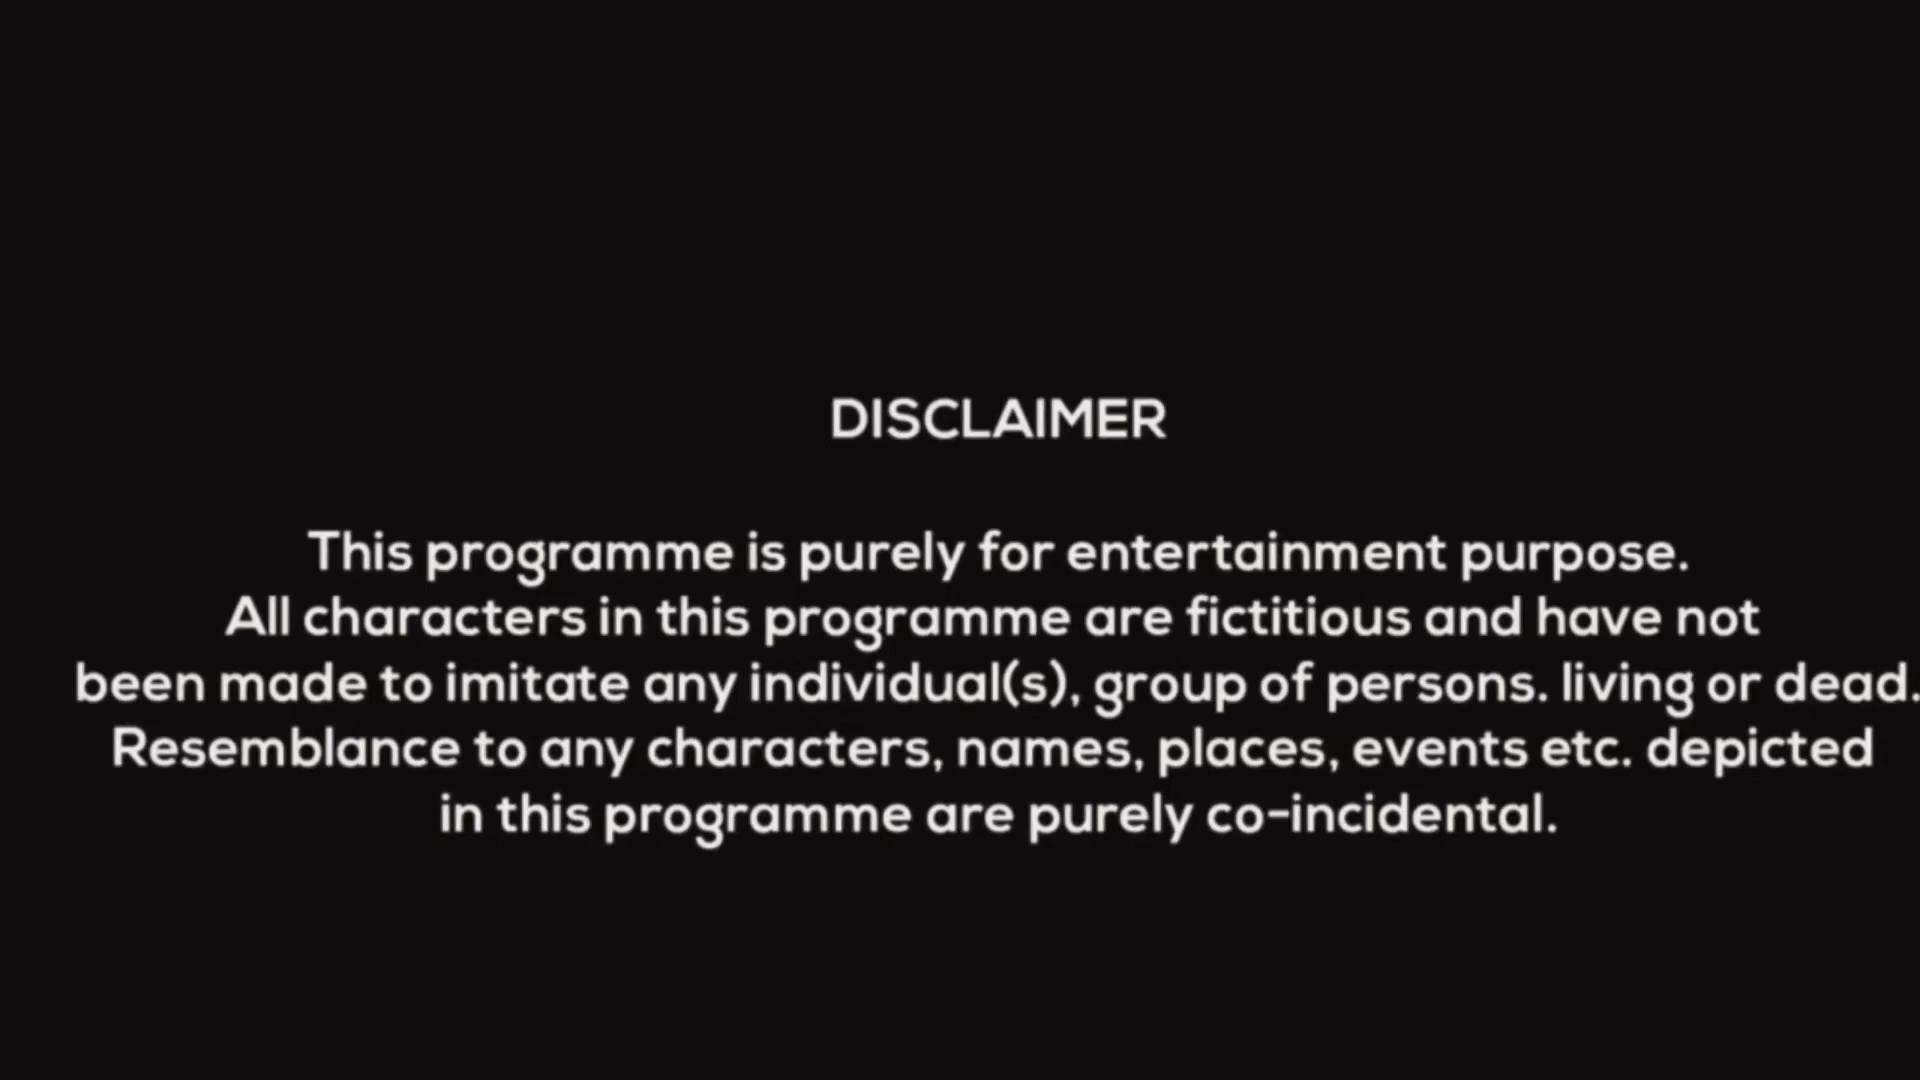 DISCLAIMER
This programme is purely for entertainment purpose.
All characters in this programme are fictitious and have not
been made to imitate any individual(s), group of persons. living or dead.
Resemblance to any characters, names, places, events etc. depicted
in this programme are purely co-incidental.